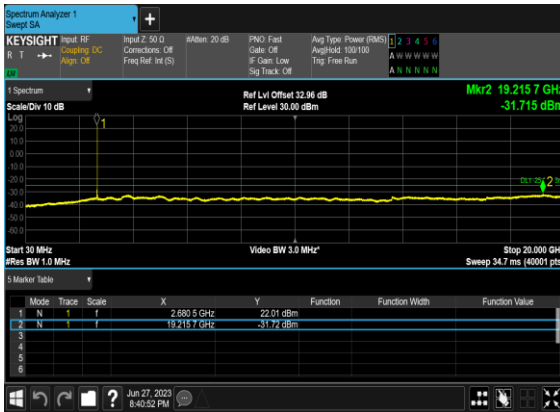 Spectrum Analyzer 1
Swept SA
+
KEYSIGHT Input: RF Input Z: 50 Ω #Atten: 20 dB PNO: Fast Avg Type: Power (RMS) 1 2 3 4 5 6
R T Coupling: DC Corrections: Off Gate: Off Avg|Hold: 100/100 A W W W W W
Align: Off Freq Ref: Int (S) IF Gain: Low Trig: Free Run
Sig Track: Off A N N N N N
1 Spectrum
Scale/Div 10 dB
Ref Lvl Offset 32.96 dB
Ref Level 30.00 dBm
Mkr2 19.215 7 GHz
-31.715 dBm
Log
20.0
10.0
0.00
-10.0
-20.0
-30.0
-40.0
-50.0
-60.0
1
2
Start 30 MHz Video BW 3.0 MHz* Stop 20.000 GHz
#Res BW 1.0 MHz Sweep 34.7 ms (40001 pts)
5 Marker Table
Mode Trace Scale X Y Function Function Width Function Value
1 N 1 f 2.680 5 GHz 22.01 dBm
2 N 1 f 19.215 7 GHz -31.72 dBm
3
4
5
6
?
Jun 27, 2023
8:40:52 PM